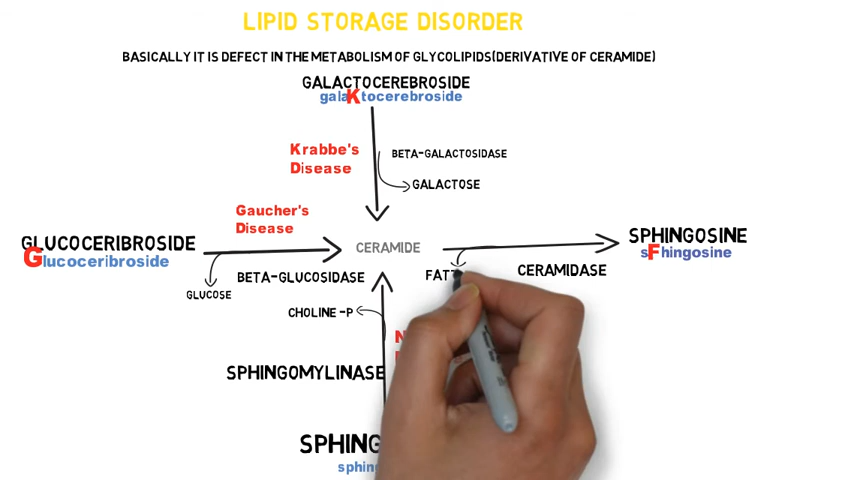 LIPID STORAGE DISORDER
BASICALLY IT IS DEFECT IN THE METABOLISM OF GLYCOLIPIDS(DERIVATIVE OF CERAMIDE)
GALACTOCEREBROSIDE
galaKtocerebroside
Krabbe's
Disease
BETA-GALACTOSIDASE
GALACTOSE
Gaucher's
Disease
GLUCOCERIBROSIDE
Glucoceribroside
CERAMIDE
SPHINGOSINE
sFhingosine
BETA-GLUCOSIDASE
GLUCOSE
CERAMIDASE
CHOLINE-P
SPHINGOMYLINASE